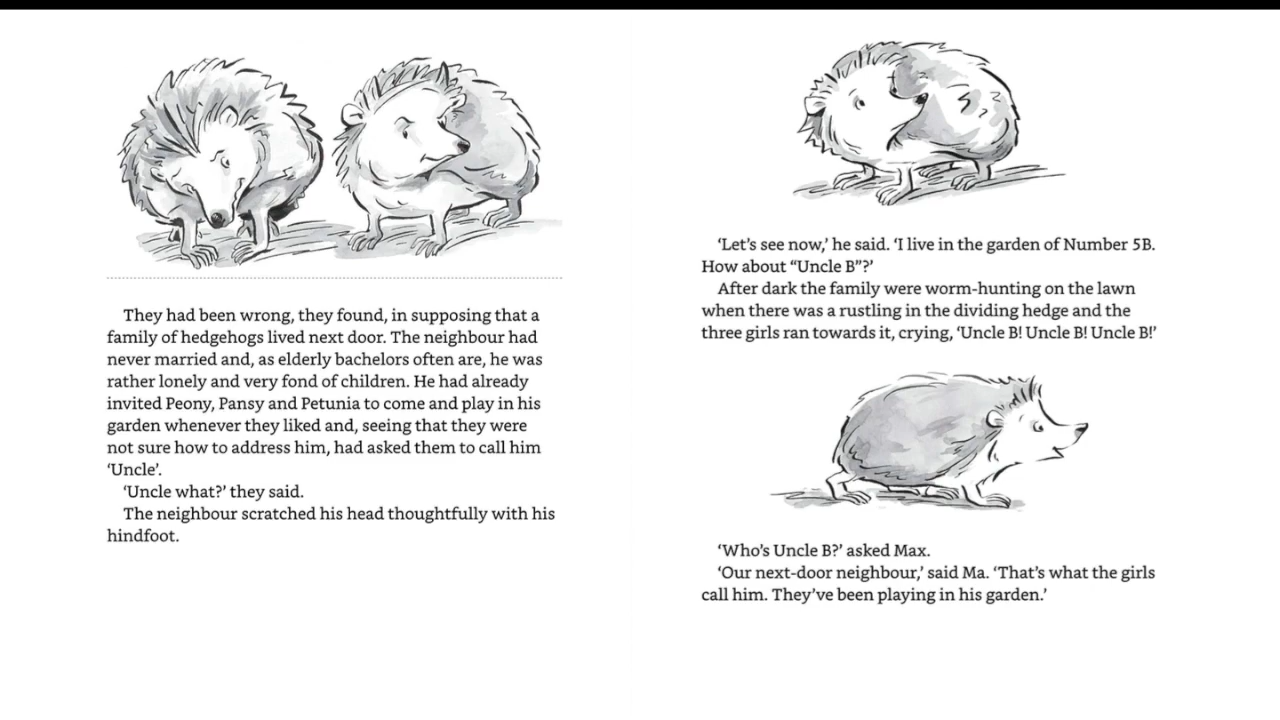 They had been wrong, they found, in supposing that a
family of hedgehogs lived next door. The neighbour had
never married and, as elderly bachelors often are, he was
rather lonely and very fond of children. He had already
invited Peony, Pansy and Petunia to come and play in his
garden whenever they liked and, seeing that they were
not sure how to address him, had asked them to call him
‘Uncle’.
‘Uncle what?’ they said.
The neighbour scratched his head thoughtfully with his
hindfoot.
‘Let’s see now,’ he said. ‘I live in the garden of Number 5B.
How about “Uncle B”?’
After dark the family were worm-hunting on the lawn
when there was a rustling in the dividing hedge and the
three girls ran towards it, crying, ‘Uncle B! Uncle B! Uncle B!’
‘Who’s Uncle B?’ asked Max.
‘Our next-door neighbour,’ said Ma. ‘That’s what the girls
call him. They’ve been playing in his garden.’